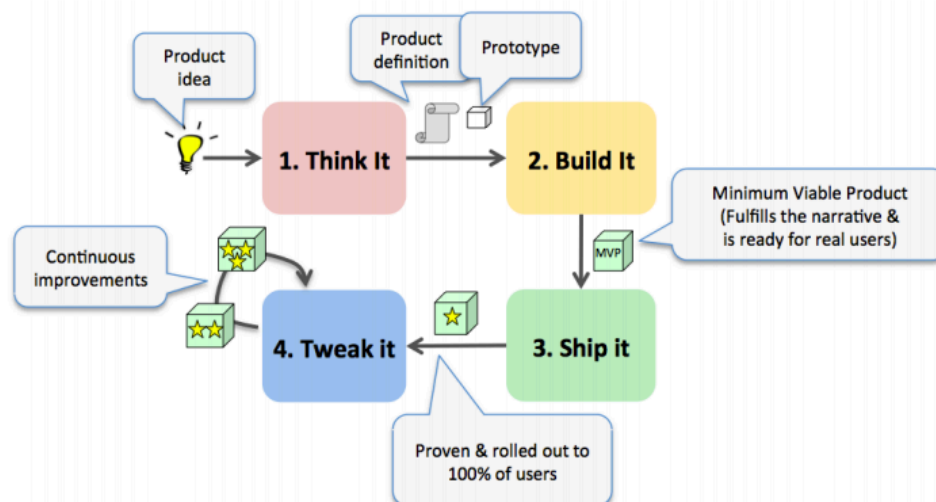 Product
idea
Product
definition
Prototype
1. Think It
2. Build It
Minimum Viable Product
(Fulfills the narrative &
is ready for real users)
MVP
Continuous
improvements
4. Tweak it
3. Ship it
Proven & rolled out to
100% of users